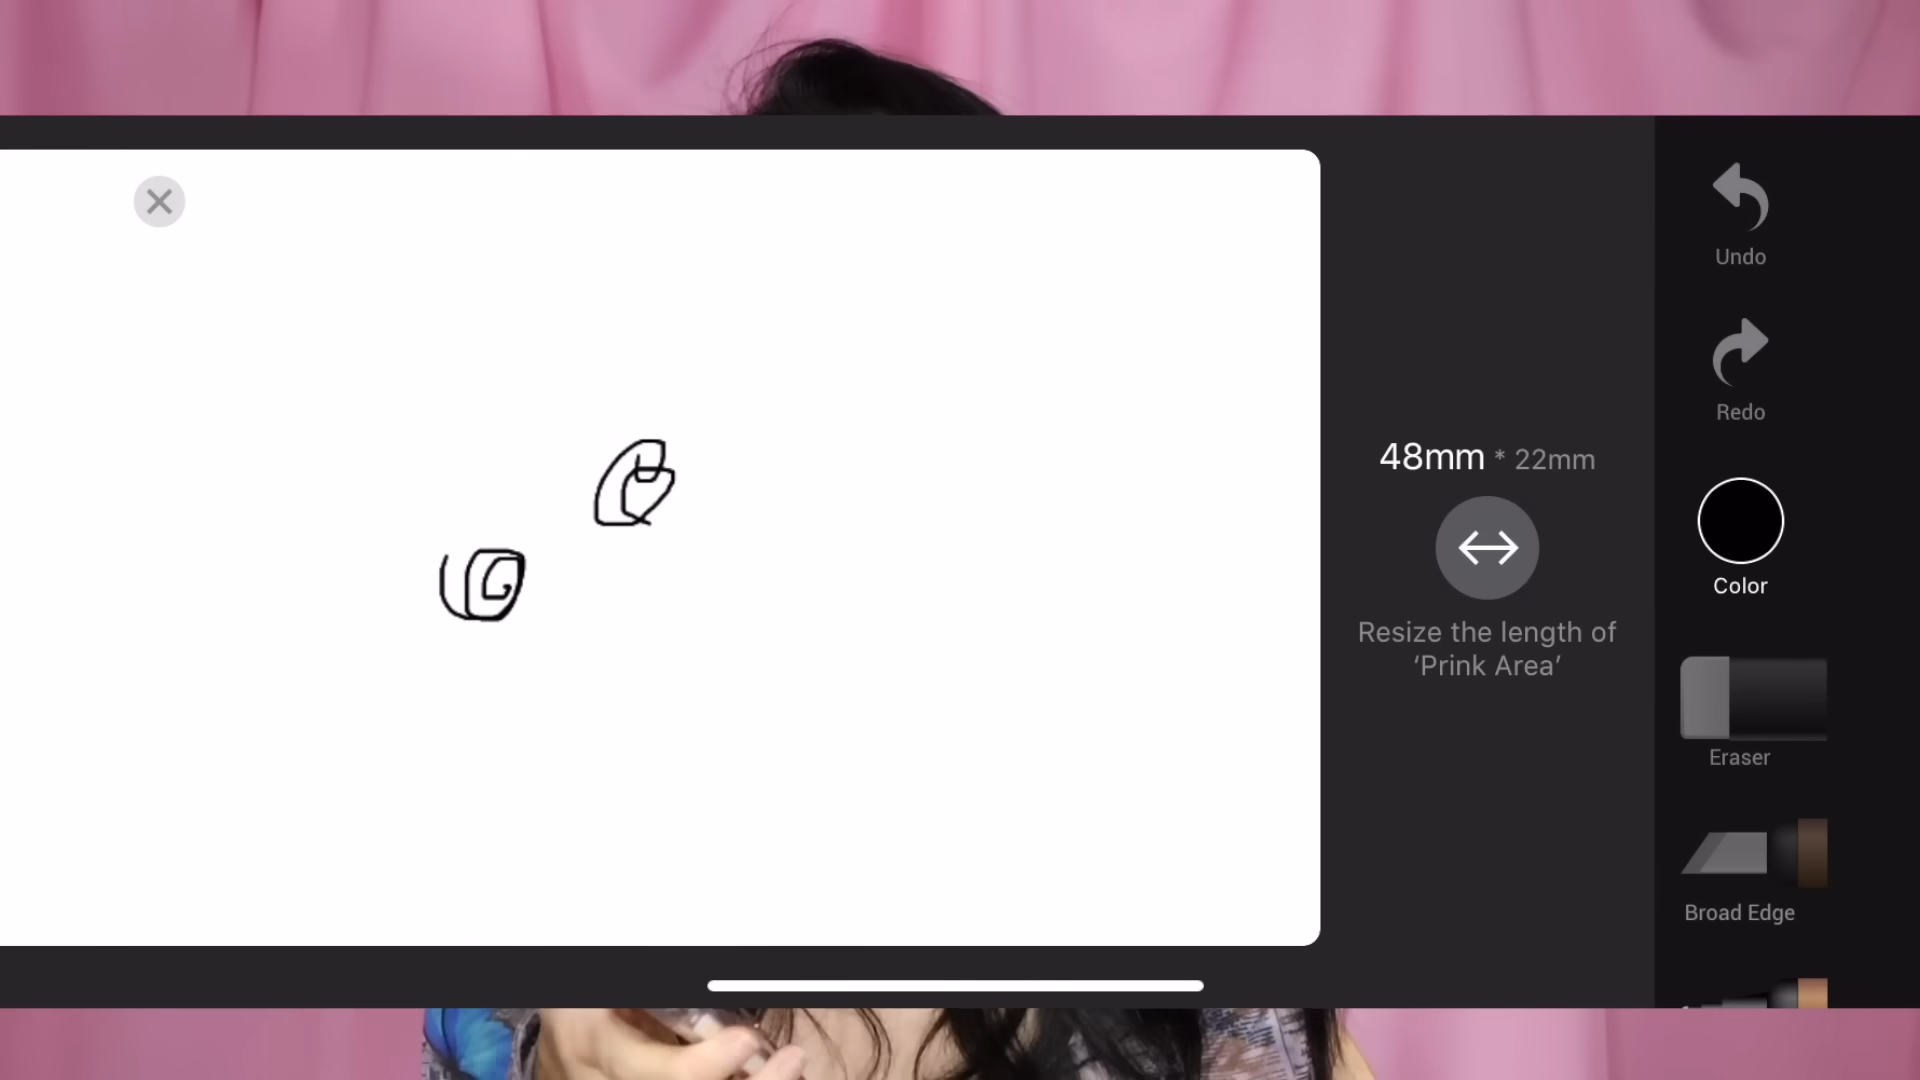 Undo
Redo
48mm * 22mm
Color
Resize the length of
‘Prink Area’
Eraser
Broad Edge